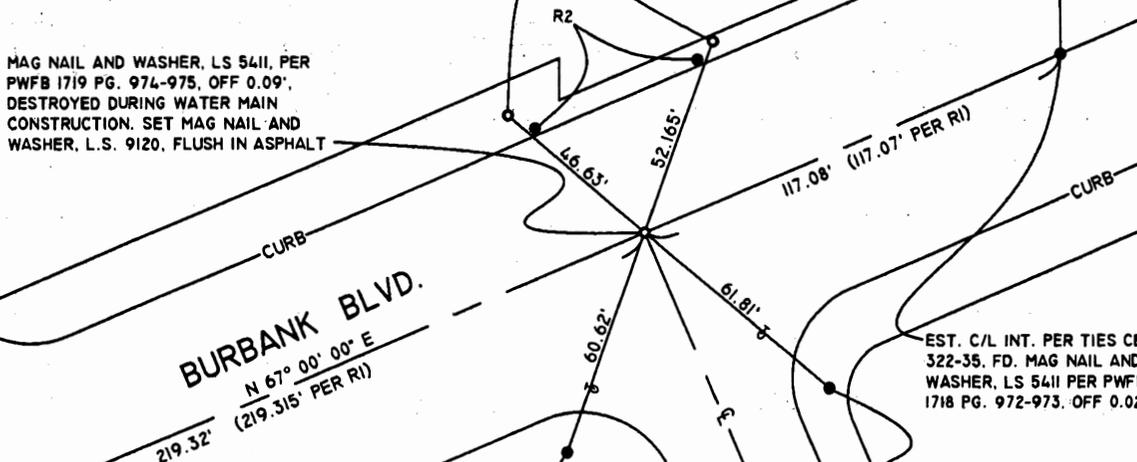 R2
MAG NAIL AND WASHER, LS 5411, PER
PWFB 1719 PG. 974-975, OFF 0.09',
DESTROYED DURING WATER MAIN
CONSTRUCTION. SET MAG NAIL AND
WASHER, L.S. 9120, FLUSH IN ASPHALT
46.63'
52.165'
117.08' (117.07' PER R1)
CURB
CURB
BURBANK BLVD.
N 67° 00' 00" E
219.32' (219.315' PER R1)
60.62'
61.81'
EST. C/L INT. PER TIES CE
322-35, FD. MAG NAIL AND
WASHER, LS 5411 PER PWF
1718 PG. 972-973, OFF 0.02